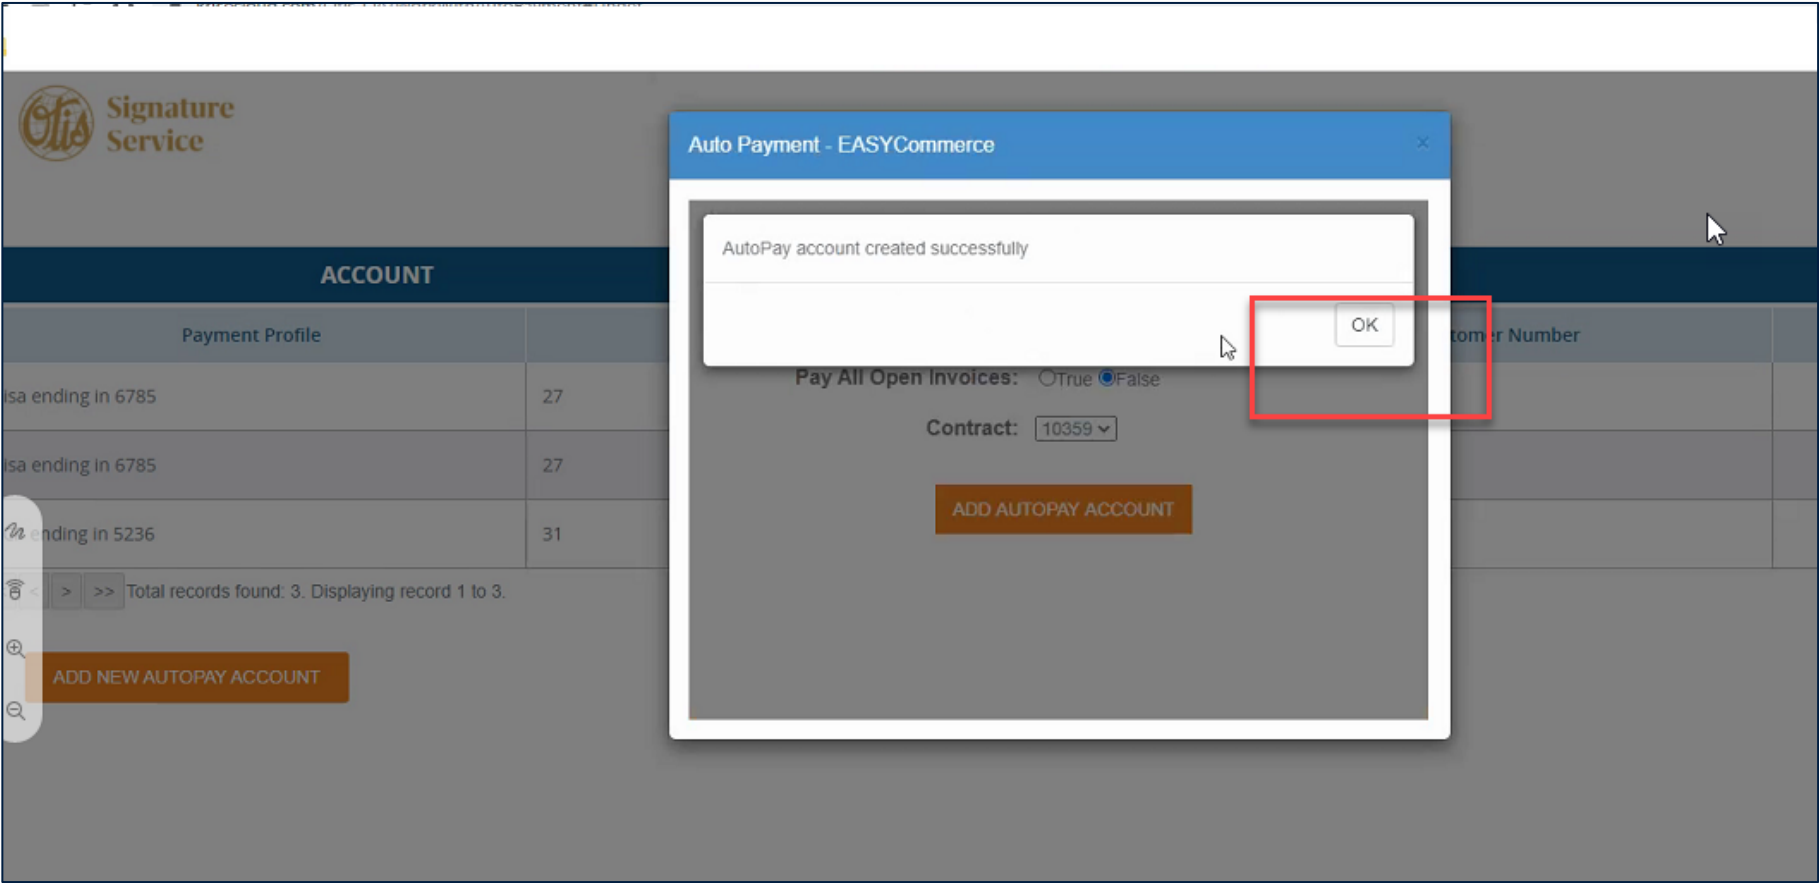 Otis
Signature
Service
Auto Payment - EASYCommerce
×
AutoPay account created successfully
OK
ACCOUNT
Payment Profile
tomer Number
isa ending in 6785
27
Pay All Open Invoices: True False
Contract: 10359
isa ending in 6785
27
ADD AUTOPAY ACCOUNT
nding in 5236
31
< > >> Total records found: 3. Displaying record 1 to 3.
ADD NEW AUTOPAY ACCOUNT